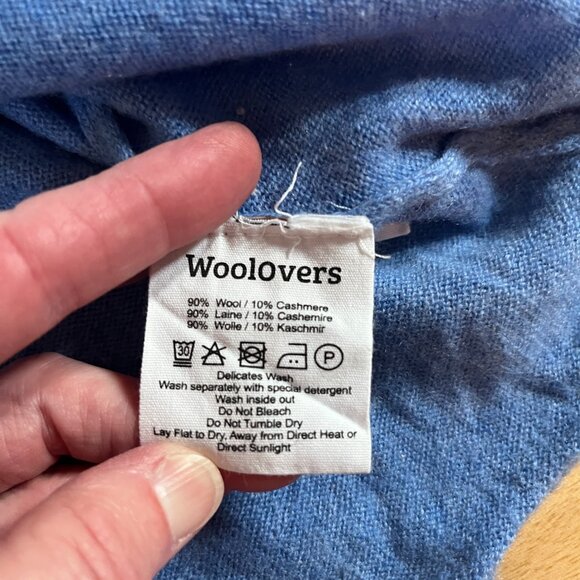 WoolOvers
90% Wool / 10% Cashmere
90% Laine / 10% Cashemire
90% Wolle / 10% Kaschmir
30 P
Delicates Wash
Wash separately with special detergent
Wash inside out
Do Not Bleach
Do Not Tumble Dry
Lay Flat to Dry, Away from Direct Heat or
Direct Sunlight